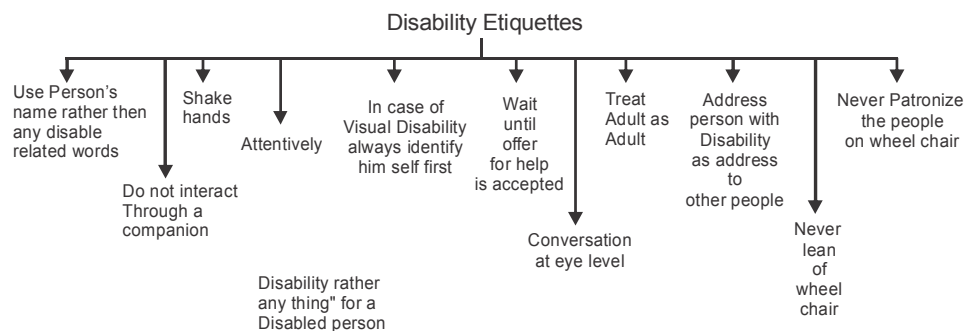 Disability Etiquettes
Use Person's
name rather then
any disable
related words
Do not interact
Through a
companion
Shake
hands
Attentively
In case of
Visual Disability
always identify
him self first
Wait
until
offer
for help
is accepted
Conversation
at eye level
Treat
Adult as
Adult
Address
person with
Disability
as address
to
other people
Never
lean
of
wheel
chair
Never Patronize
the people
on wheel chair
Disability rather
any thing" for a
Disabled person